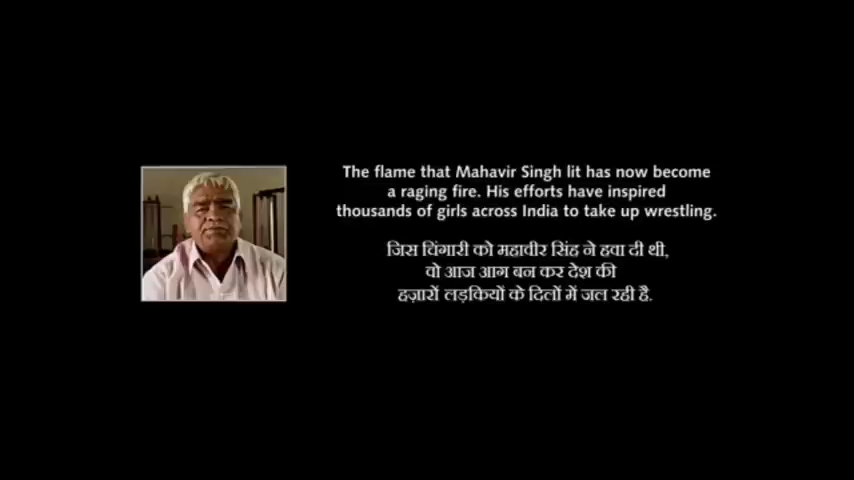 The flame that Mahavir Singh lit has now become
a raging fire. His efforts have inspired
thousands of girls across India to take up wrestling.
जिस चिंगारी को महावीर सिंह ने हवा दी थी,
वो आज आग बन कर देश की
हज़ारों लड़कियों के दिलों में जल रही है.